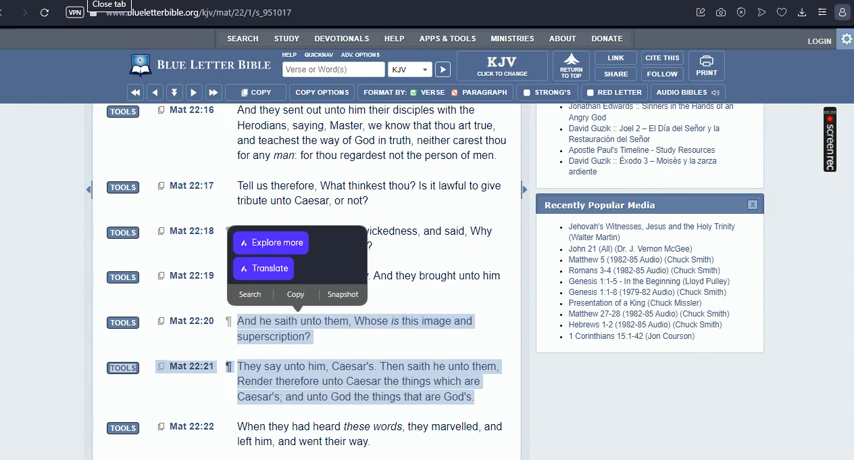 Close tab
VPN
www.blueletterbible.org/kjv/mat/22/1/s_951017
SEARCH STUDY DEVOTIONALS HELP APPS & TOOLS MINISTRIES ABOUT DONATE
LOGIN
BLUE LETTER BIBLE
HELP QUICKNAV ADV. OPTIONS
Verse or Word(s)
KJV
KJV
CLICK TO CHANGE
RETURN
TO TOP
LINK
CITE THIS
SHARE
FOLLOW
PRINT
COPY COPY OPTIONS FORMAT BY: VERSE PARAGRAPH STRONG'S RED LETTER AUDIO BIBLES
TOOLS Mat 22:16 And they sent out unto him their disciples with the
Herodians, saying, Master, we know that thou art true,
and teachest the way of God in truth, neither carest thou
for any man: for thou regardest not the person of men.
TOOLS Mat 22:17 Tell us therefore, What thinkest thou? Is it lawful to give
tribute unto Caesar, or not?
TOOLS Mat 22:18 wickedness, and said, Why
?
TOOLS Mat 22:19 . And they brought unto him
Explore more
Translate
Search Copy Snapshot
TOOLS Mat 22:20 ¶ And he saith unto them, Whose is this image and
superscription?
TOOLS Mat 22:21 ¶ They say unto him, Caesar's. Then saith he unto them,
Render therefore unto Caesar the things which are
Caesar's; and unto God the things that are God's.
TOOLS Mat 22:22 When they had heard these words, they marvelled, and
left him, and went their way.
Jonathan Edwards :: Sinners in the Hands of an
Angry God
David Guzik :: Joel 2 – El Día del Señor y la
Restauración del Señor
Apostle Paul's Timeline - Study Resources
David Guzik :: Éxodo 3 – Moisés y la zarza
ardiente
Recently Popular Media
x
Jehovah's Witnesses, Jesus and the Holy Trinity
(Walter Martin)
John 21 (All) (Dr. J. Vernon McGee)
Matthew 5 (1982-85 Audio) (Chuck Smith)
Romans 3-4 (1982-85 Audio) (Chuck Smith)
Genesis 1:1-5 - In the Beginning (Lloyd Pulley)
Genesis 1:1-8 (1979-82 Audio) (Chuck Smith)
Presentation of a King (Chuck Missler)
Matthew 27-28 (1982-85 Audio) (Chuck Smith)
Hebrews 1-2 (1982-85 Audio) (Chuck Smith)
1 Corinthians 15:1-42 (Jon Courson)
screenrec